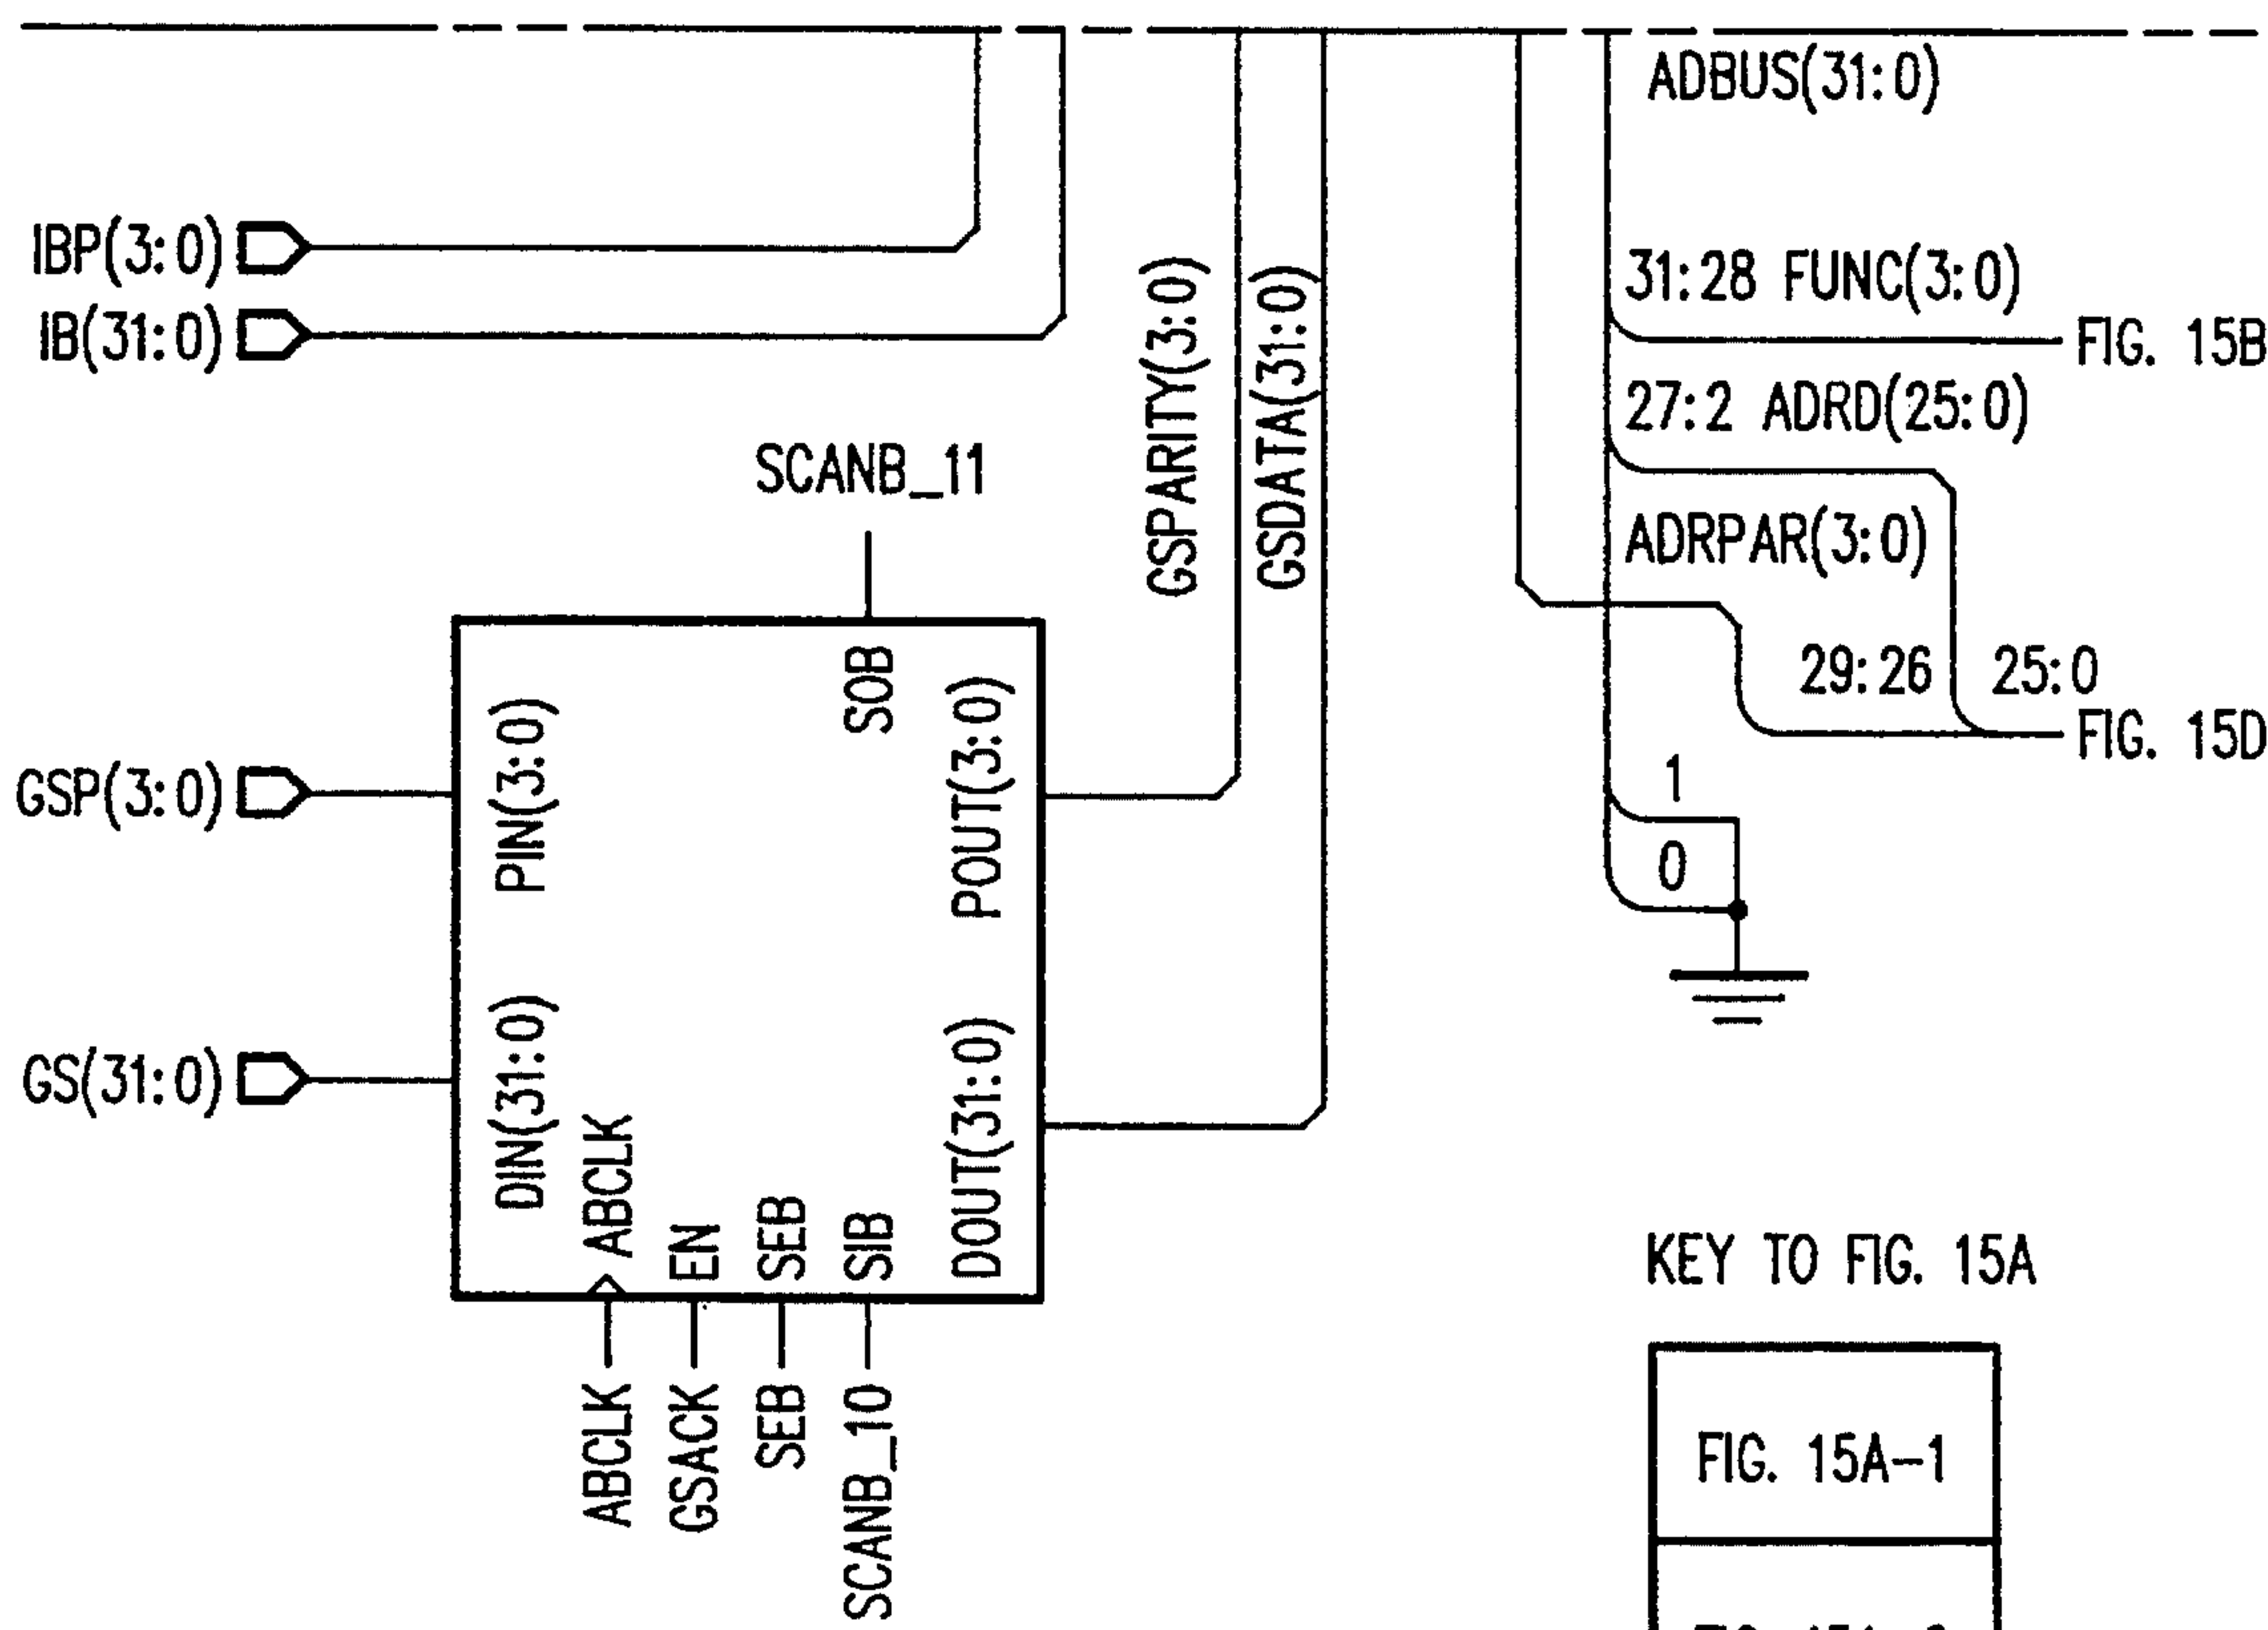 ADBUS(31:0)
IBP(3:0)
31:28 FUNC(3:0)
IB(31:0)
FIG. 15B
GSPARITY(3:0)
GSDATA(31:0)
27:2 ADRD(25:0)
SCANB_11
ADRPAR(3:0)
29:26
25:0
FIG. 15D
SOB
PIN(3:0)
POUT(3:0)
GSP(3:0)
1
0
DIN(31:0)
DOUT(31:0)
GS(31:0)
ABCLK
EN
SEB
SIB
ABCLK
GSACK
SEB
SCANB_10
KEY TO FIG. 15A
FIG. 15A-1